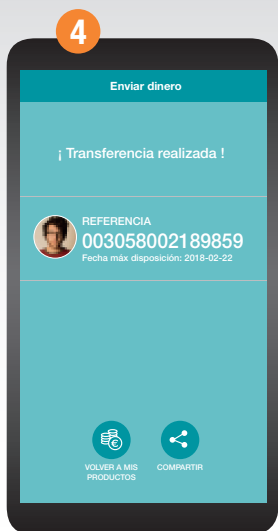 4
Enviar dinero
¡ Transferencia realizada !
REFERENCIA
003058002189859
Fecha máx disposición: 2018-02-22
VOLVER A MIS
PRODUCTOS
COMPARTIR